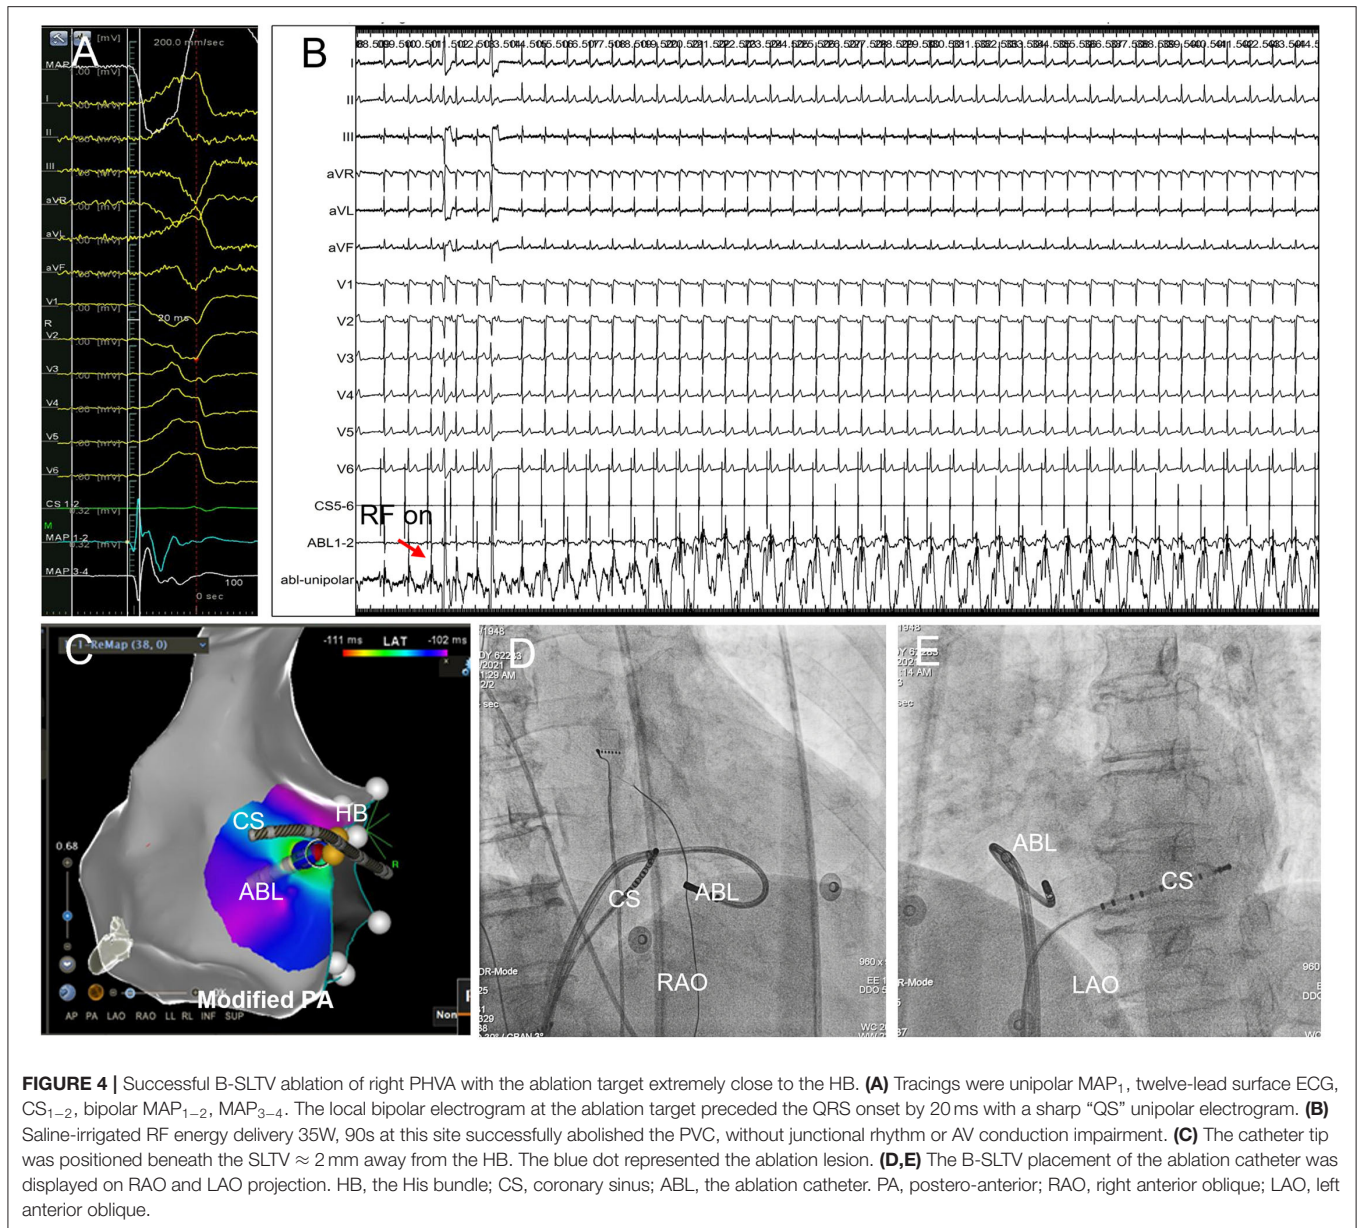 A
200.0 mm/sec
MAP
I
II
III
aVR
aVL
aVF
V1
R
20 ms
V2
V3
V4
V5
V6
CS 1-2
M
MAP 1-2
MAP 3-4
100
0 sec
B
I
II
III
aVR
aVL
aVF
V1
V2
V3
V4
V5
V6
CS5-6
RF on
ABL1-2
abl-unipolar
C
1-1-ReMap (38, 0)
-111 ms LAT -102 ms
HB
CS
R
ABL
0.68
Modified PA
AP PA LAO RAO LL RL INF SUP
D
/1948
2/2
CS
ABL
RAO
DR-Mode
E
1948
CS
ABL
LAO
R-Mode
960
FIGURE 4 | Successful B-SLTV ablation of right PHVA with the ablation target extremely close to the HB. (A) Tracings were unipolar MAP₁, twelve-lead surface ECG,
CS₁₋₂, bipolar MAP₁₋₂, MAP₃₋₄. The local bipolar electrogram at the ablation target preceded the QRS onset by 20 ms with a sharp “QS” unipolar electrogram. (B)
Saline-irrigated RF energy delivery 35W, 90s at this site successfully abolished the PVC, without junctional rhythm or AV conduction impairment. (C) The catheter tip
was positioned beneath the SLTV ≈ 2 mm away from the HB. The blue dot represented the ablation lesion. (D,E) The B-SLTV placement of the ablation catheter was
displayed on RAO and LAO projection. HB, the His bundle; CS, coronary sinus; ABL, the ablation catheter. PA, postero-anterior; RAO, right anterior oblique; LAO, left
anterior oblique.